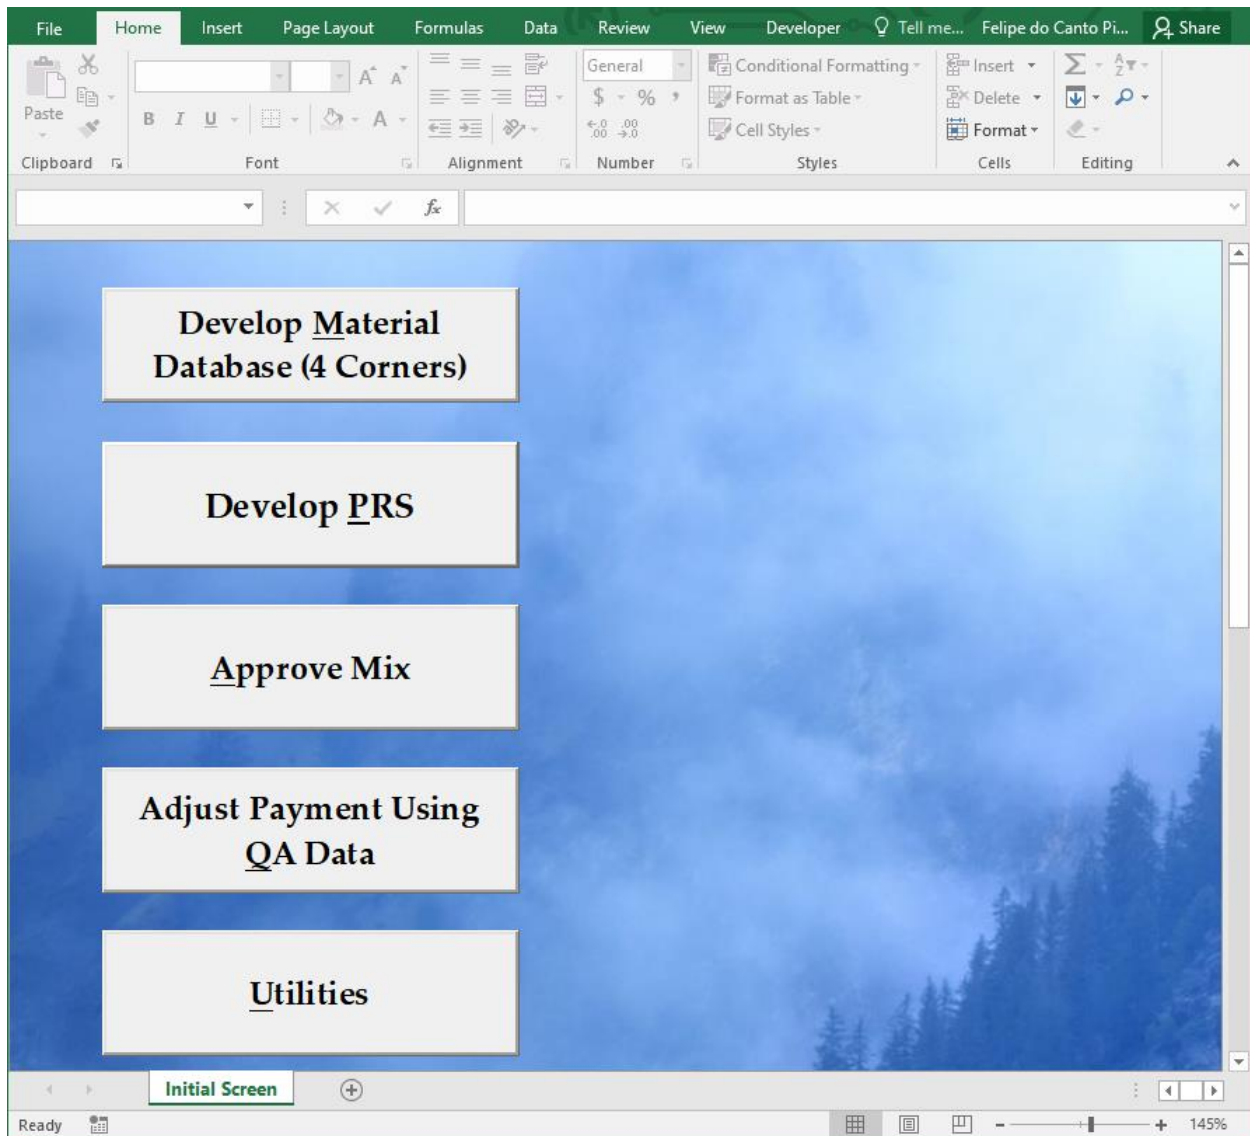 File Home Insert Page Layout Formulas Data Review View Developer Tell me... Felipe do Canto Pi... Share
General Conditional Formatting Insert
Paste B I U A $ % Format as Table Delete
Cell Styles Format
Clipboard Font Alignment Number Styles Cells Editing
fx
Develop Material
Database (4 Corners)
Develop PRS
Approve Mix
Adjust Payment Using
QA Data
Utilities
Initial Screen
Ready 145%